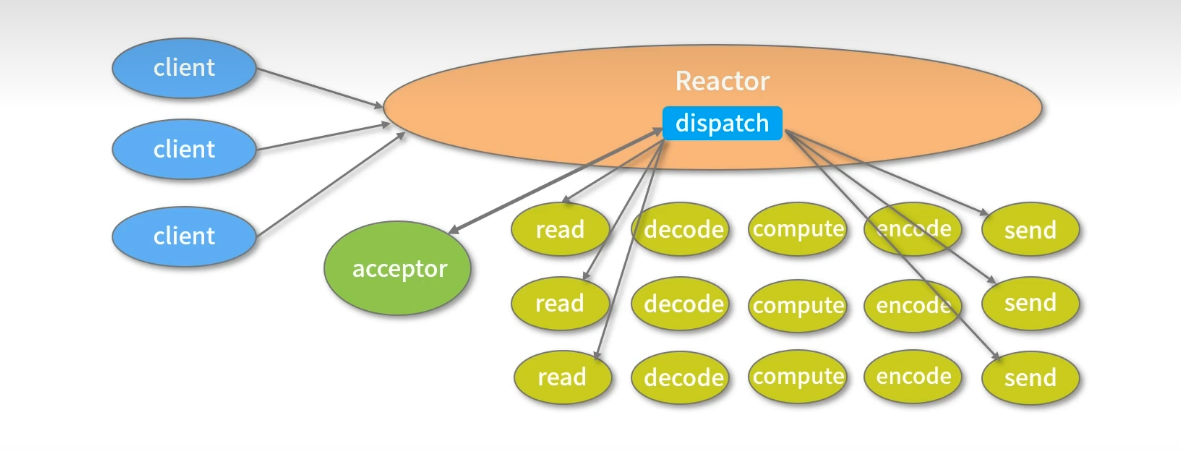 client
client
client
Reactor
dispatch
acceptor
read decode compute encode send
read decode compute encode send
read decode compute encode send